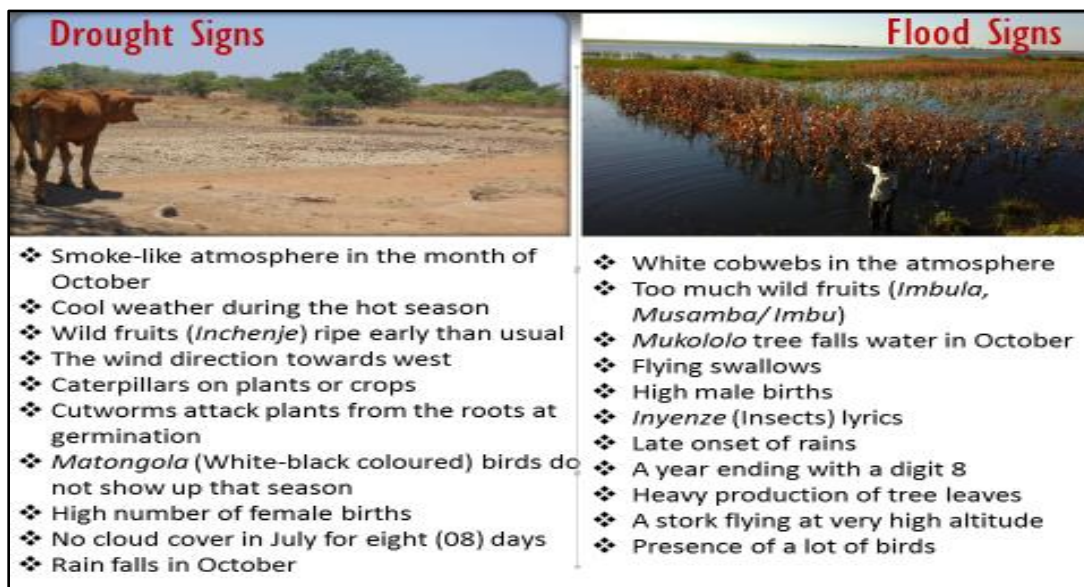 Drought Signs
❖ Smoke-like atmosphere in the month of
October
❖ Cool weather during the hot season
❖ Wild fruits (Inchenje) ripe early than usual
❖ The wind direction towards west
❖ Caterpillars on plants or crops
❖ Cutworms attack plants from the roots at
germination
❖ Matongola (White-black coloured) birds do
not show up that season
❖ High number of female births
❖ No cloud cover in July for eight (08) days
❖ Rain falls in October
Flood Signs
❖ White cobwebs in the atmosphere
❖ Too much wild fruits (Imbula,
Musamba/ Imbu)
❖ Mukololo tree falls water in October
❖ Flying swallows
❖ High male births
❖ Inyenze (Insects) lyrics
❖ Late onset of rains
❖ A year ending with a digit 8
❖ Heavy production of tree leaves
❖ A stork flying at very high altitude
❖ Presence of a lot of birds